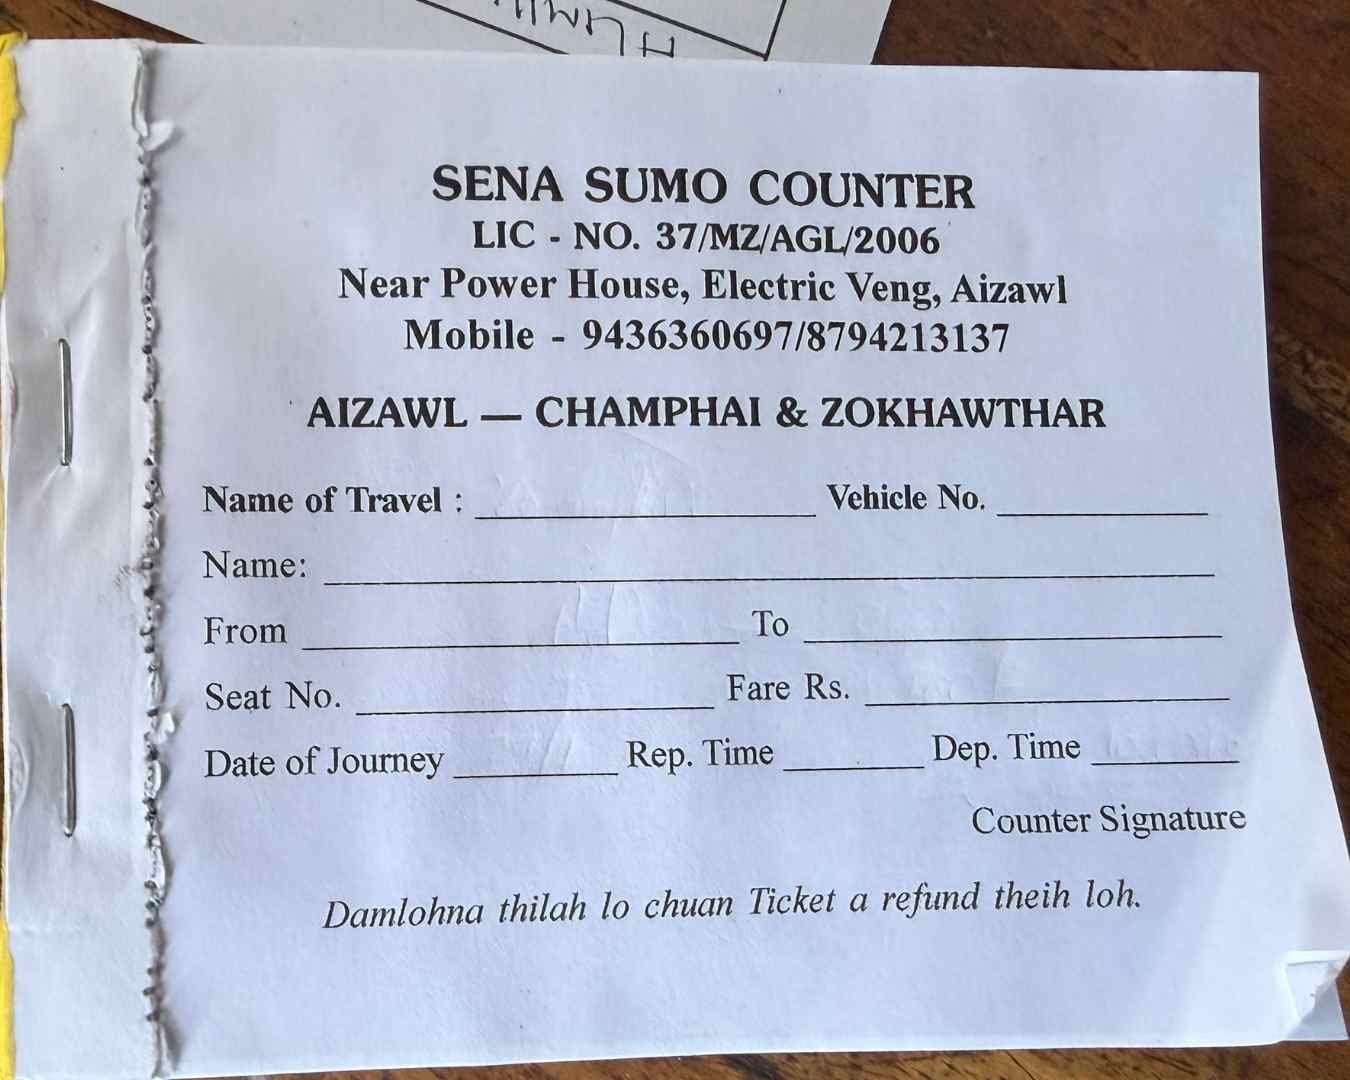 SENA SUMO COUNTER
LIC - NO. 37/MZ/AGL/2006
Near Power House, Electric Veng, Aizawl
Mobile - 9436360697/8794213137
AIZAWL — CHAMPHAI & ZOKHAWTHAR
Name of Travel : Vehicle No.
Name:
From To
Seat No. Fare Rs.
Date of Journey Rep. Time Dep. Time
Counter Signature
Damlohna thilah lo chuan Ticket a refund theih loh.